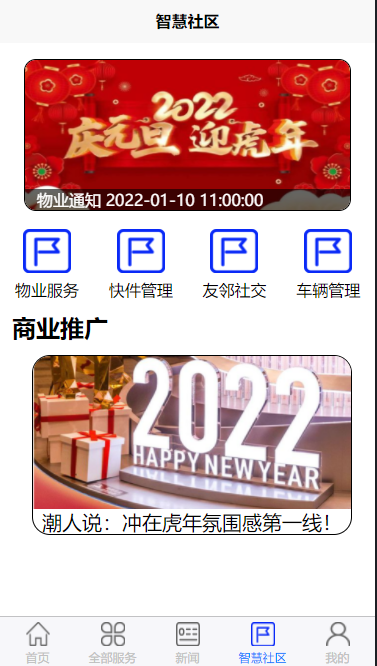 智慧社区
2022
庆元旦 迎虎年
物业通知 2022-01-10 11:00:00
物业服务 快件管理 友邻社交 车辆管理
商业推广
2022
HAPPY NEW YEAR
潮人说：冲在虎年氛围感第一线！
首页 全部服务 新闻 智慧社区 我的